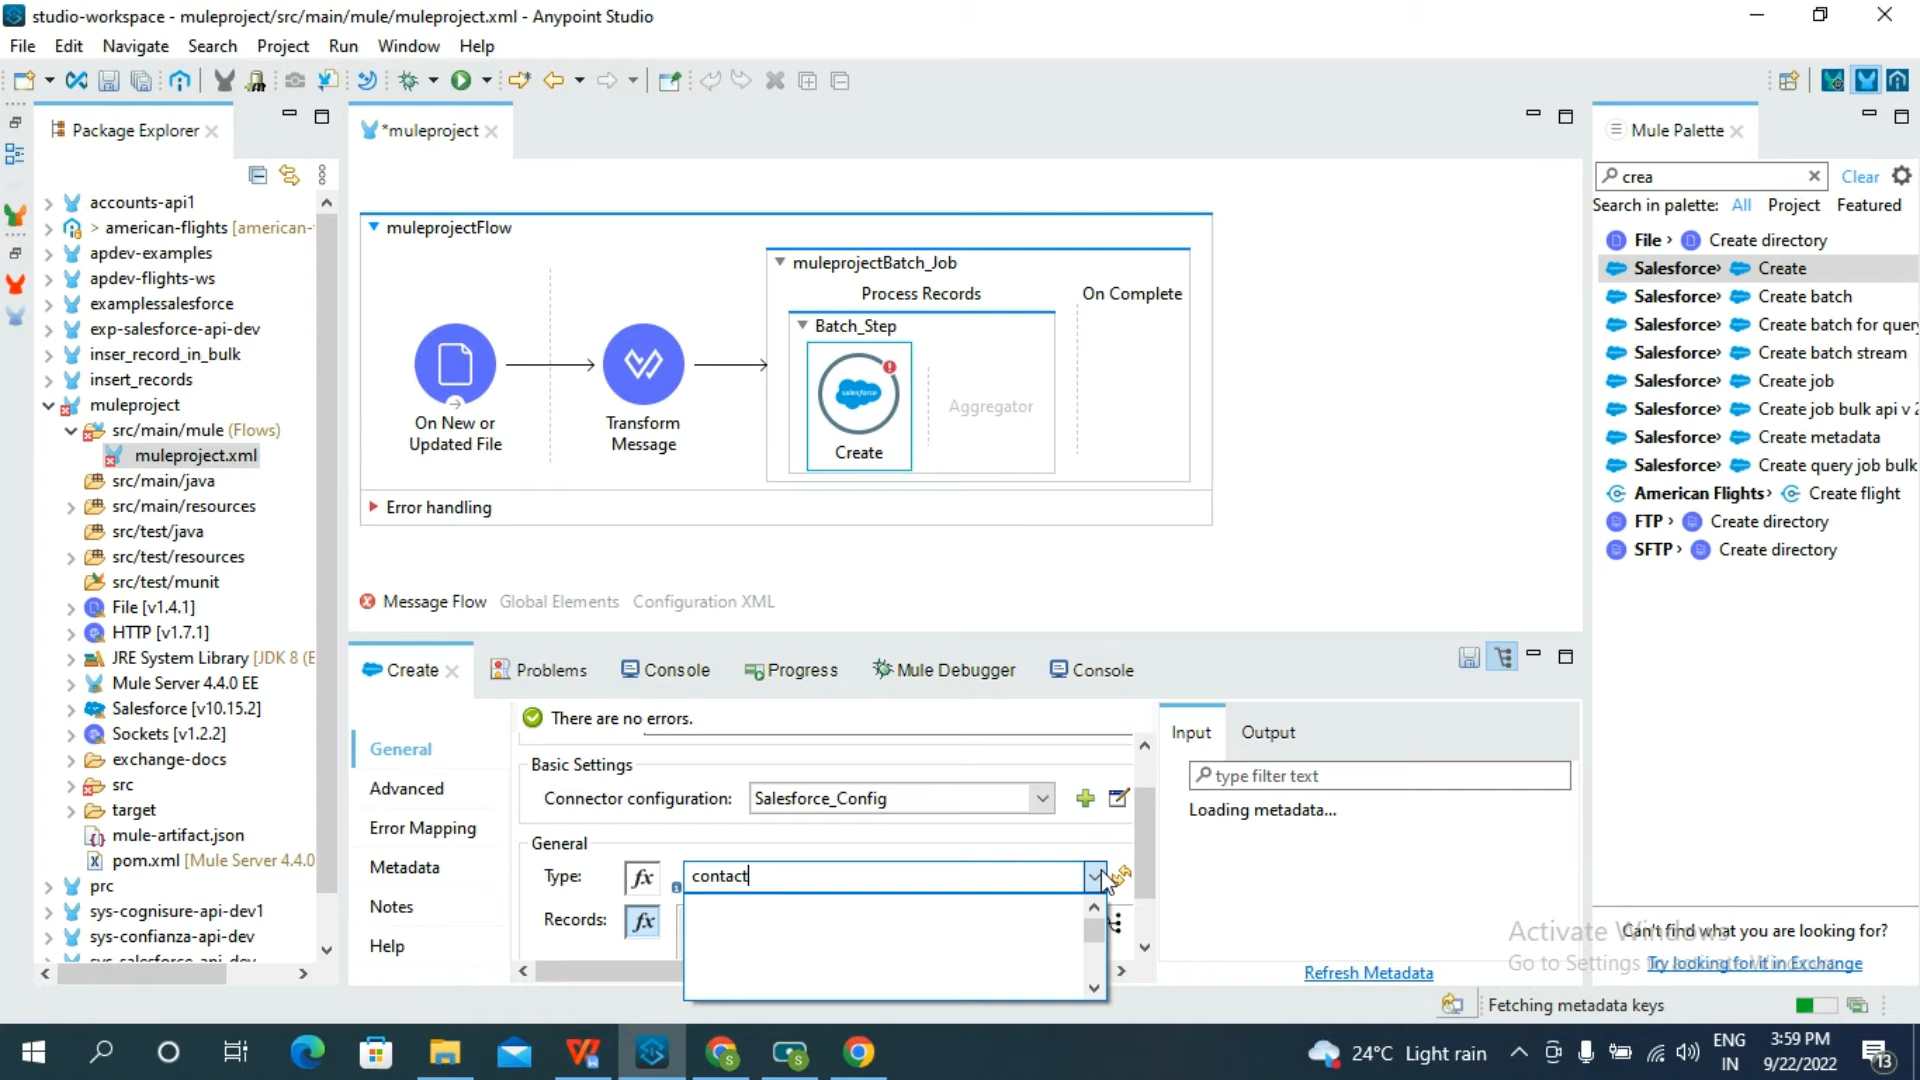 studio-workspace - muleproject/src/main/mule/muleproject.xml - Anypoint Studio
File Edit Navigate Search Project Run Window Help
Package Explorer
accounts-api1
> american-flights [american-
apdev-examples
apdev-flights-ws
examplessalesforce
exp-salesforce-api-dev
inser_record_in_bulk
insert_records
muleproject
src/main/mule (Flows)
muleproject.xml
src/main/java
src/main/resources
src/test/java
src/test/resources
src/test/munit
File [v1.4.1]
HTTP [v1.7.1]
JRE System Library [JDK 8 (E
Mule Server 4.4.0 EE
Salesforce [v10.15.2]
Sockets [v1.2.2]
exchange-docs
src
target
mule-artifact.json
pom.xml [Mule Server 4.4.0
prc
sys-cognisure-api-dev1
sys-confianza-api-dev
sys-salesforce-api-dev
*muleproject
muleprojectFlow
muleprojectBatch_Job
Process Records
On Complete
Batch_Step
On New or
Updated File
Transform
Message
salesforce
Create
Aggregator
Error handling
Message Flow Global Elements Configuration XML
Create Problems Console Progress Mule Debugger Console
There are no errors.
General
Advanced
Error Mapping
Metadata
Notes
Help
Basic Settings
Connector configuration: Salesforce_Config
General
Type: fx contact
Records: fx
Input Output
type filter text
Loading metadata...
Refresh Metadata
Mule Palette
crea Clear
Search in palette: All Project Featured
File > Create directory
Salesforce> Create
Salesforce> Create batch
Salesforce> Create batch for quer
Salesforce> Create batch stream
Salesforce> Create job
Salesforce> Create job bulk api v 2
Salesforce> Create metadata
Salesforce> Create query job bulk
American Flights> Create flight
FTP > Create directory
SFTP > Create directory
Can't find what you are looking for?
Try looking for it in Exchange
Activate Windows
Go to Settings to activate Windows.
Fetching metadata keys
24°C Light rain
ENG
IN
3:59 PM
9/22/2022
13